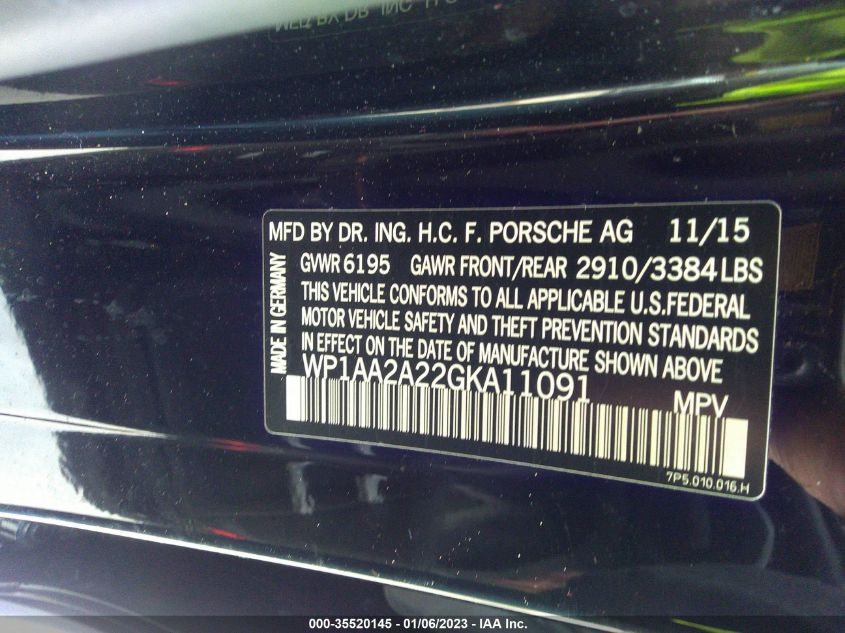 MFD BY DR. ING. H.C. F. PORSCHE AG 11/15
GVWR 6195 GAWR FRONT/REAR 2910/3384 LBS
THIS VEHICLE CONFORMS TO ALL APPLICABLE U.S.FEDERAL
MOTOR VEHICLE SAFETY AND THEFT PREVENTION STANDARDS
IN EFFECT ON THE DATE OF MANUFACTURE SHOWN ABOVE
MADE IN GERMANY
WP1AA2A22GKA11091 MPV
7P5.010.016.H
000-35520145 - 01/06/2023 - IAA Inc.